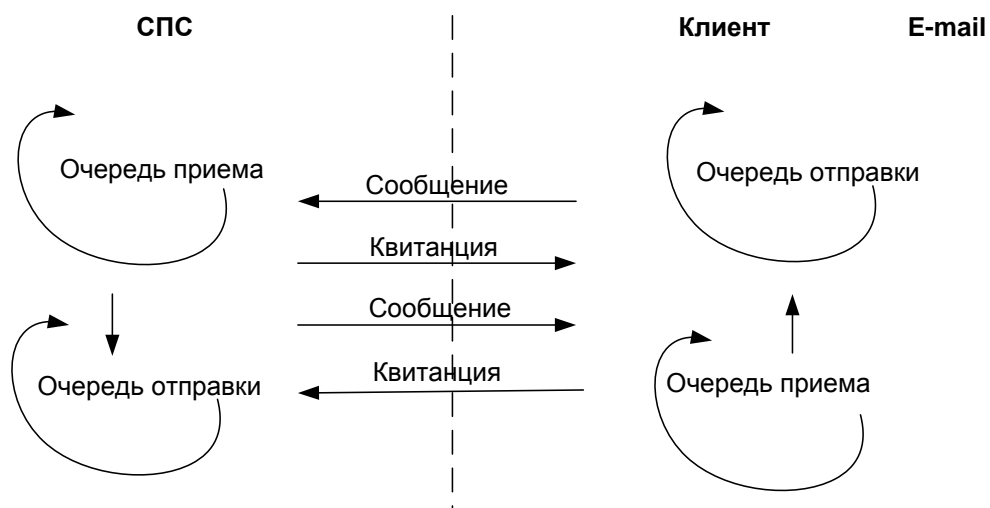 СПС
Клиент
E-mail
Очередь приема
Очередь отправки
Сообщение
Квитанция
Сообщение
Квитанция
Очередь отправки
Очередь приема